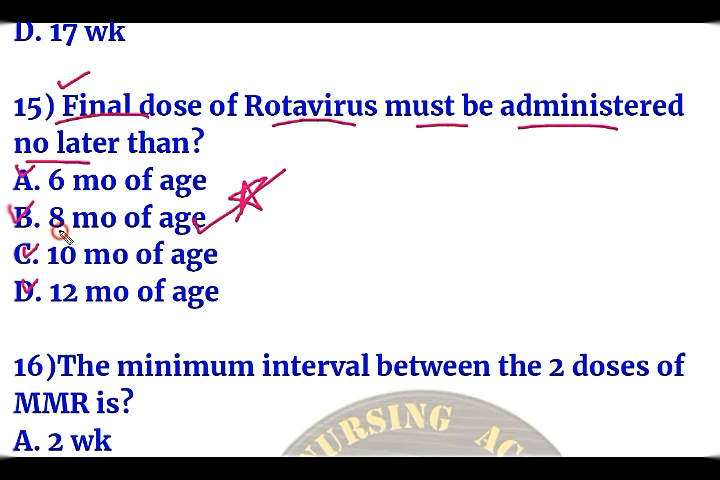 D. 17 wk
15) Final dose of Rotavirus must be administered
no later than?
A. 6 mo of age
B. 8 mo of age
C. 10 mo of age
D. 12 mo of age
16)The minimum interval between the 2 doses of
MMR is?
A. 2 wk
NURSING AC